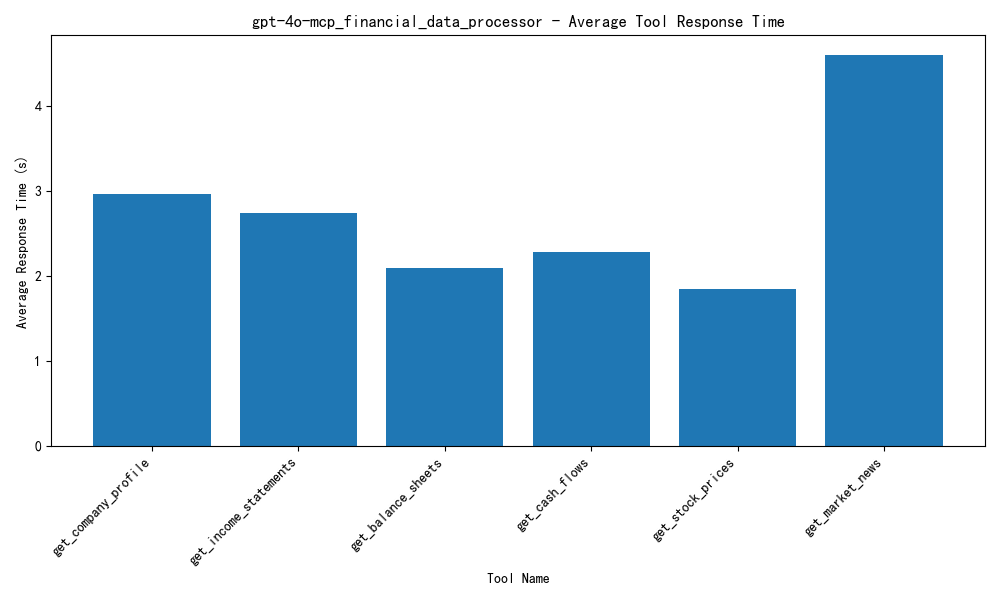 gpt-4o-mcp_financial_data_processor - Average Tool Response Time
Average Response Time (s)
4
3
2
1
0
get_company_profile
get_income_statements
get_balance_sheets
get_cash_flows
get_stock_prices
get_market_news
Tool Name